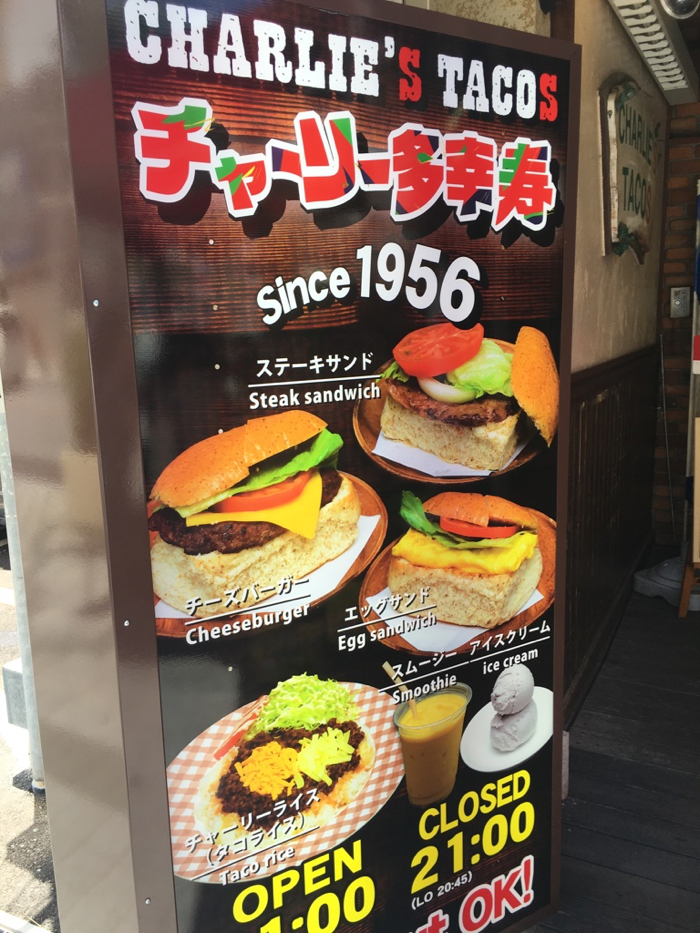 CHARLIE'S TACOS
チャーリー多幸寿
Since 1956
ステーキサンド
Steak sandwich
チーズバーガー
Cheeseburger
エッグサンド
Egg sandwich
スムージー
Smoothie
アイスクリーム
ice cream
チャーリーライス
(タコライス)
Taco rice
OPEN
1:00
CLOSED
21:00
(LO 20:45)
OK!
CHARLIE
TACOS